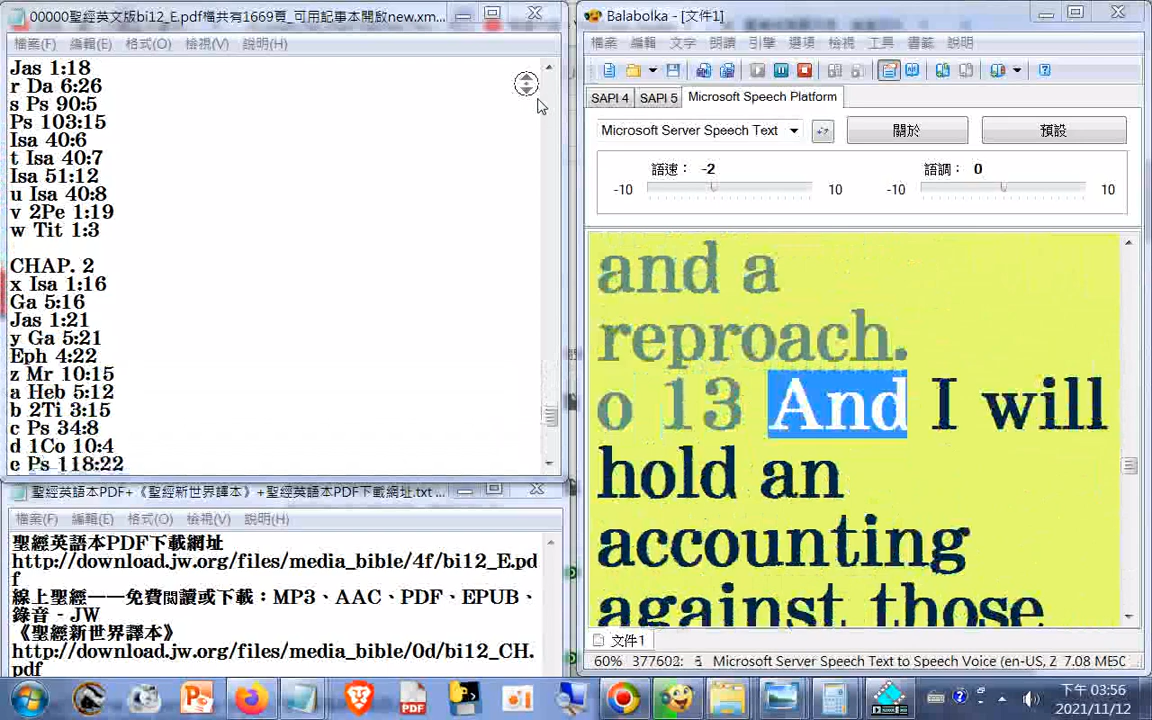 00000聖經英文版bi12_E.pdf檔共有1669頁_可用記事本開啟new.xm...
檔案(F) 編輯(E) 格式(O) 檢視(V) 說明(H)
Jas 1:18
r Da 6:26
s Ps 90:5
Ps 103:15
Isa 40:6
t Isa 40:7
Isa 51:12
u Isa 40:8
v 2Pe 1:19
w Tit 1:3
CHAP. 2
x Isa 1:16
Ga 5:16
Jas 1:21
y Ga 5:21
Eph 4:22
z Mr 10:15
a Heb 5:12
b 2Ti 3:15
c Ps 34:8
d 1Co 10:4
e Ps 118:22
聖經英語本PDF+《聖經新世界譯本》+聖經英語本PDF下載網址.txt ...
檔案(F) 編輯(E) 格式(O) 檢視(V) 說明(H)
聖經英語本PDF下載網址
http://download.jw.org/files/media_bible/4f/bi12_E.pd
f
線上聖經──免費閱讀或下載：MP3、AAC、PDF、EPUB、
錄音 - JW
《聖經新世界譯本》
http://download.jw.org/files/media_bible/0d/bi12_CH.
pdf
Balabolka - [文件1]
檔案 編輯 文字 朗讀 引擎 選項 檢視 工具 書籤 說明
SAPI 4 SAPI 5 Microsoft Speech Platform
Microsoft Server Speech Text 關於 預設
語速： -2 語調： 0
-10 10 -10 10
and a
reproach.
o 13 And I will
hold an
accounting
against those
文件1
60% 377602: Microsoft Server Speech Text to Speech Voice (en-US, Z 7.08 МБ
下午 03:56
2021/11/12